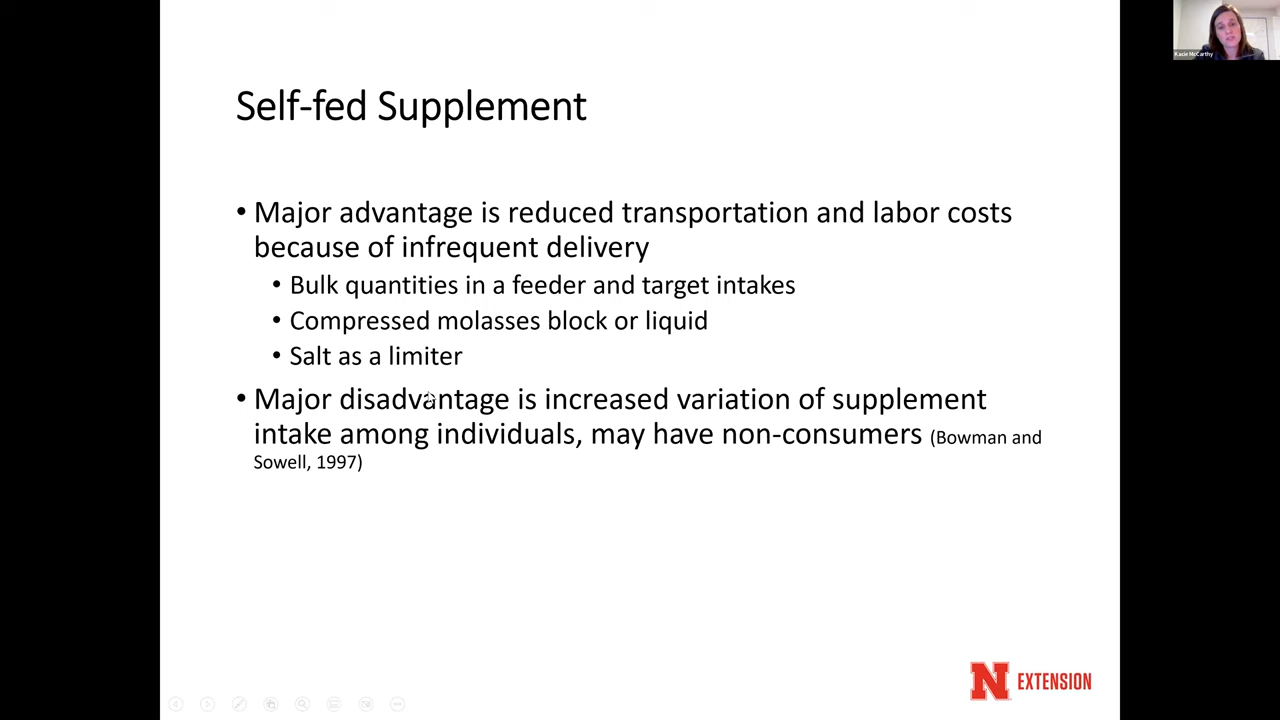 Kacie McCarthy
Self-fed Supplement
• Major advantage is reduced transportation and labor costs
because of infrequent delivery
• Bulk quantities in a feeder and target intakes
• Compressed molasses block or liquid
• Salt as a limiter
• Major disadvantage is increased variation of supplement
intake among individuals, may have non-consumers (Bowman and
Sowell, 1997)
N EXTENSION